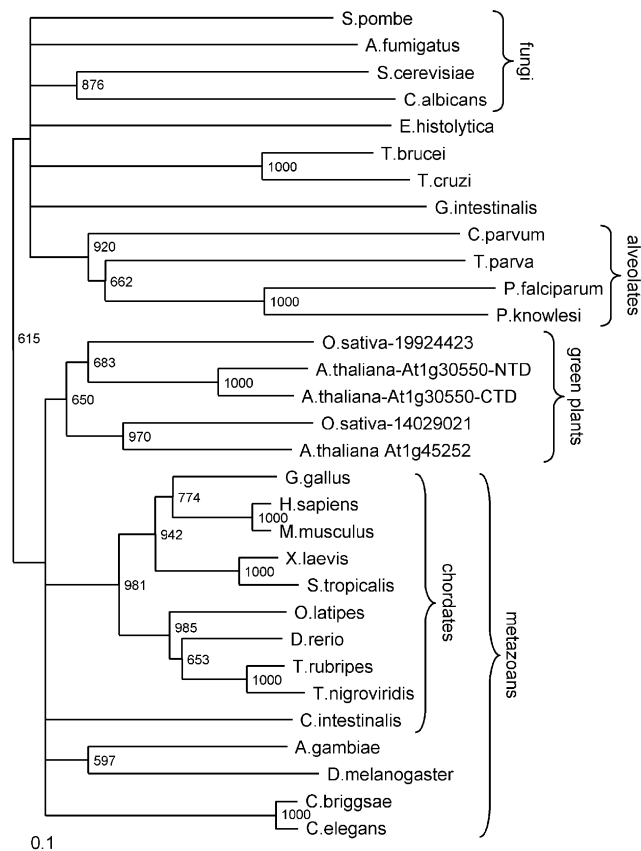 S.pombe
A.fumigatus
S.cerevisiae
876
C.albicans
fungi
E.histolytica
T.brucei
1000
T.cruzi
G.intestinalis
C.parvum
920
T.parva
662
P.falciparum
1000
P.knowlesi
alveolates
615
O.sativa-19924423
683
A.thaliana-At1g30550-NTD
1000
A.thaliana-At1g30550-CTD
650
O.sativa-14029021
970
A.thaliana At1g45252
green plants
G.gallus
774
H.sapiens
1000
M.musculus
942
X.laevis
1000
S.tropicalis
981
O.latipes
985
D.rerio
653
T.rubripes
1000
T.nigroviridis
C.intestinalis
chordates
A.gambiae
597
D.melanogaster
C.briggsae
1000
C.elegans
metazoans
0.1